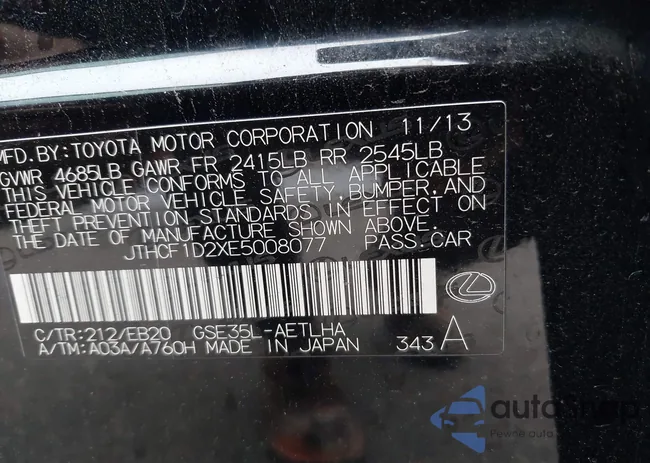 MFD.BY:TOYOTA MOTOR CORPORATION 11/13
GVWR 4685LB GAWR FR 2415LB RR 2545LB
THIS VEHICLE CONFORMS TO ALL APPLICABLE
FEDERAL MOTOR VEHICLE SAFETY, BUMPER, AND
THEFT PREVENTION STANDARDS IN EFFECT ON
THE DATE OF MANUFACTURE SHOWN ABOVE.
JTHCF1D2XE5008077 PASS.CAR
C/TR:212/EB20 GSE35L-AETLHA
A/TM:A03A/A760H MADE IN JAPAN 343 A
autoShop
Pewne auto